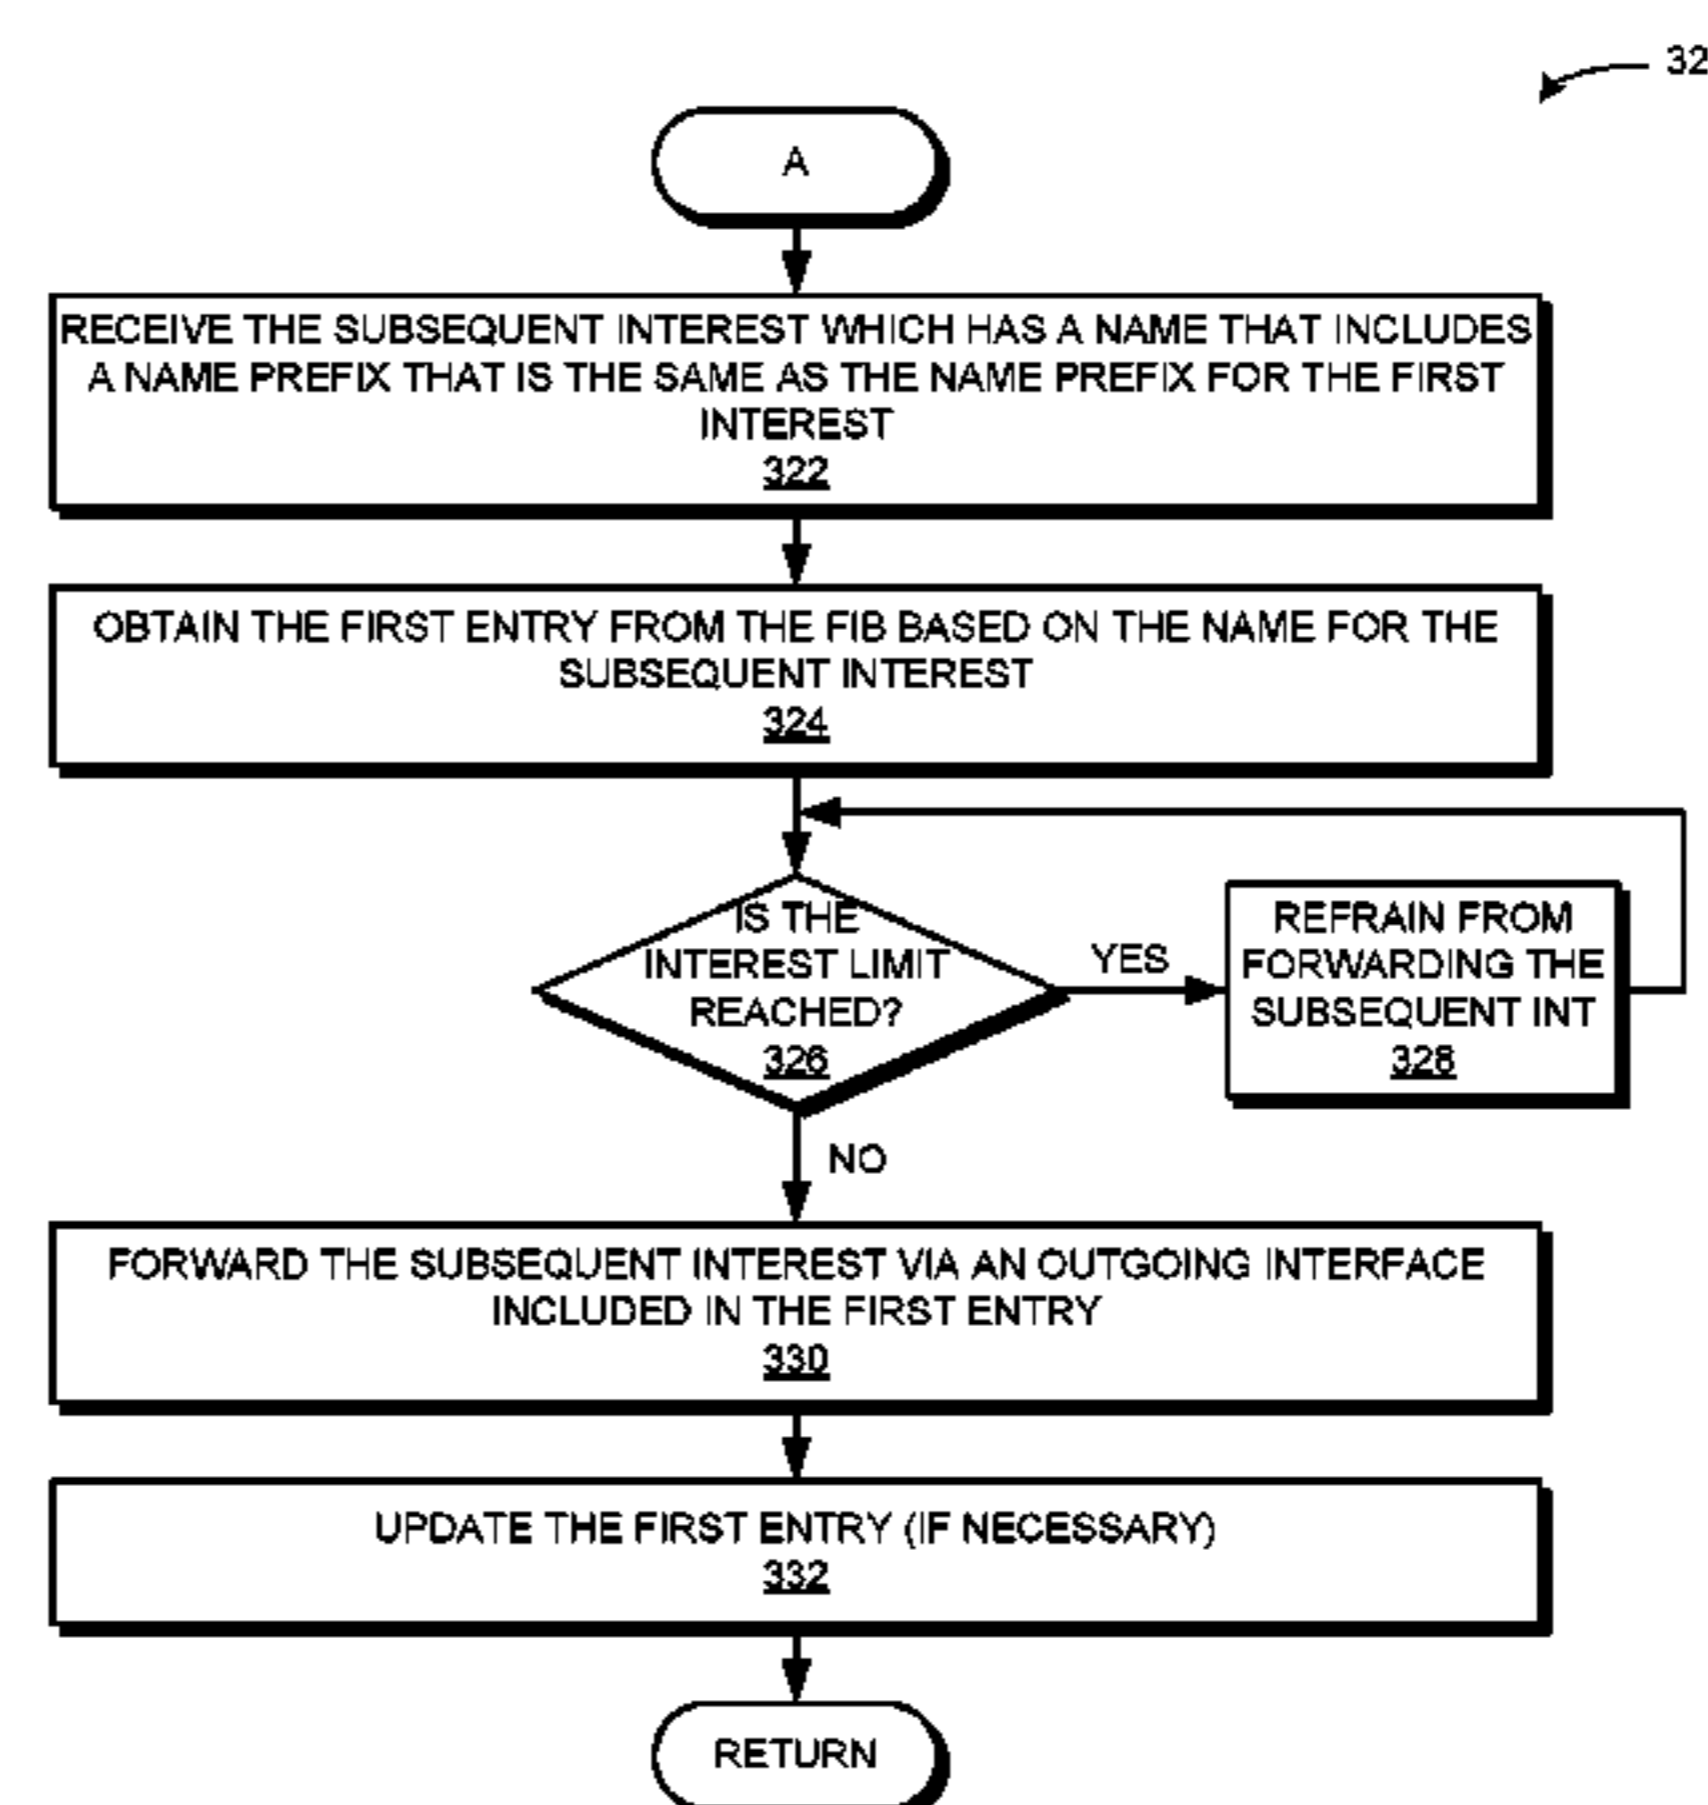 32
A
RECEIVE THE SUBSEQUENT INTEREST WHICH HAS A NAME THAT INCLUDES
A NAME PREFIX THAT IS THE SAME AS THE NAME PREFIX FOR THE FIRST
INTEREST
322
OBTAIN THE FIRST ENTRY FROM THE FIB BASED ON THE NAME FOR THE
SUBSEQUENT INTEREST
324
IS THE
INTEREST LIMIT
REACHED?
326
YES
REFRAIN FROM
FORWARDING THE
SUBSEQUENT INT
328
NO
FORWARD THE SUBSEQUENT INTEREST VIA AN OUTGOING INTERFACE
INCLUDED IN THE FIRST ENTRY
330
UPDATE THE FIRST ENTRY (IF NECESSARY)
332
RETURN